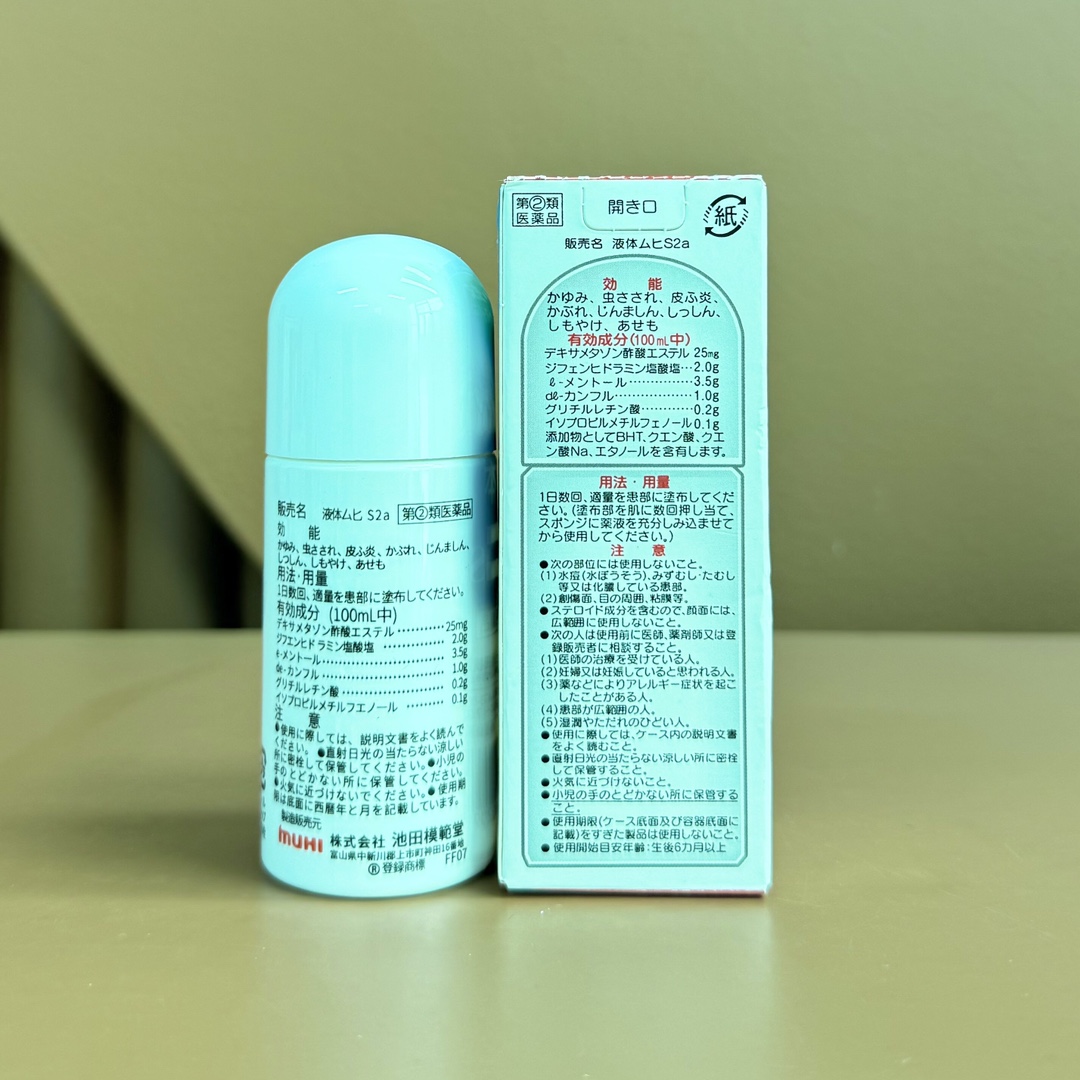 販売名 液体ムヒ S2a 指②類医薬品
効 能
かゆみ、虫さされ、皮ふ炎、かぶれ、じんましん、
しっしん、しもやけ、あせも
用法・用量
1日数回、適量を患部に塗布してください。
有効成分 (100mL中)
デキサメタゾン酢酸エステル ………… 25mg
ジフェンヒドラミン塩酸塩 ………… 2.0g
ℓ-メントール ………… 3.5g
dℓ-カンフル ………… 1.0g
グリチルレチン酸 ………… 0.2g
イソプロピルメチルフェノール ………… 0.1g
注 意
●使用に際しては、説明文書をよく読んで
ください。●直射日光の当たらない涼しい
所に密栓して保管してください。●小児の
手のとどかない所に保管してください。
●火気に近づけないでください。●使用期
限は底面に西暦年と月を記載しています。
製造販売元
MUHI 株式会社 池田模範堂
富山県中新川郡上市町神田16番地
®登録商標 FF07
指②類
医薬品
開き口
紙
販売名 液体ムヒS2a
効 能
かゆみ、虫さされ、皮ふ炎、
かぶれ、じんましん、しっしん、
しもやけ、あせも
有効成分(100mL中)
デキサメタゾン酢酸エステル 25mg
ジフェンヒドラミン塩酸塩…2.0g
ℓ-メントール……………3.5g
dℓ-カンフル………………1.0g
グリチルレチン酸…………0.2g
イソプロピルメチルフェノール0.1g
添加物としてBHT、クエン酸、クエ
ン酸Na、エタノールを含有します。
用法・用量
1日数回、適量を患部に塗布してくだ
さい。(塗布部を肌に数回押し当て、
スポンジに薬液を充分しみ込ませて
から使用してください。)
注 意
●次の部位には使用しないこと。
(1)水痘(水ぼうそう)、みずむし・たむし
等又は化膿している患部。
(2)創傷面、目の周囲、粘膜等。
●ステロイド成分を含むので、顔面には、
広範囲に使用しないこと。
●次の人は使用前に医師、薬剤師又は登
録販売者に相談すること。
(1)医師の治療を受けている人。
(2)妊婦又は妊娠していると思われる人。
(3)薬などによりアレルギー症状を起こ
したことがある人。
(4)患部が広範囲の人。
(5)湿潤やただれのひどい人。
●使用に際しては、ケース内の説明文書
をよく読むこと。
●直射日光の当たらない涼しい所に密栓
して保管すること。
●火気に近づけないこと。
●小児の手のとどかない所に保管する
こと。
●使用期限(ケース底面及び容器底面に
記載)をすぎた製品は使用しないこと。
●使用開始目安年齢:生後6カ月以上